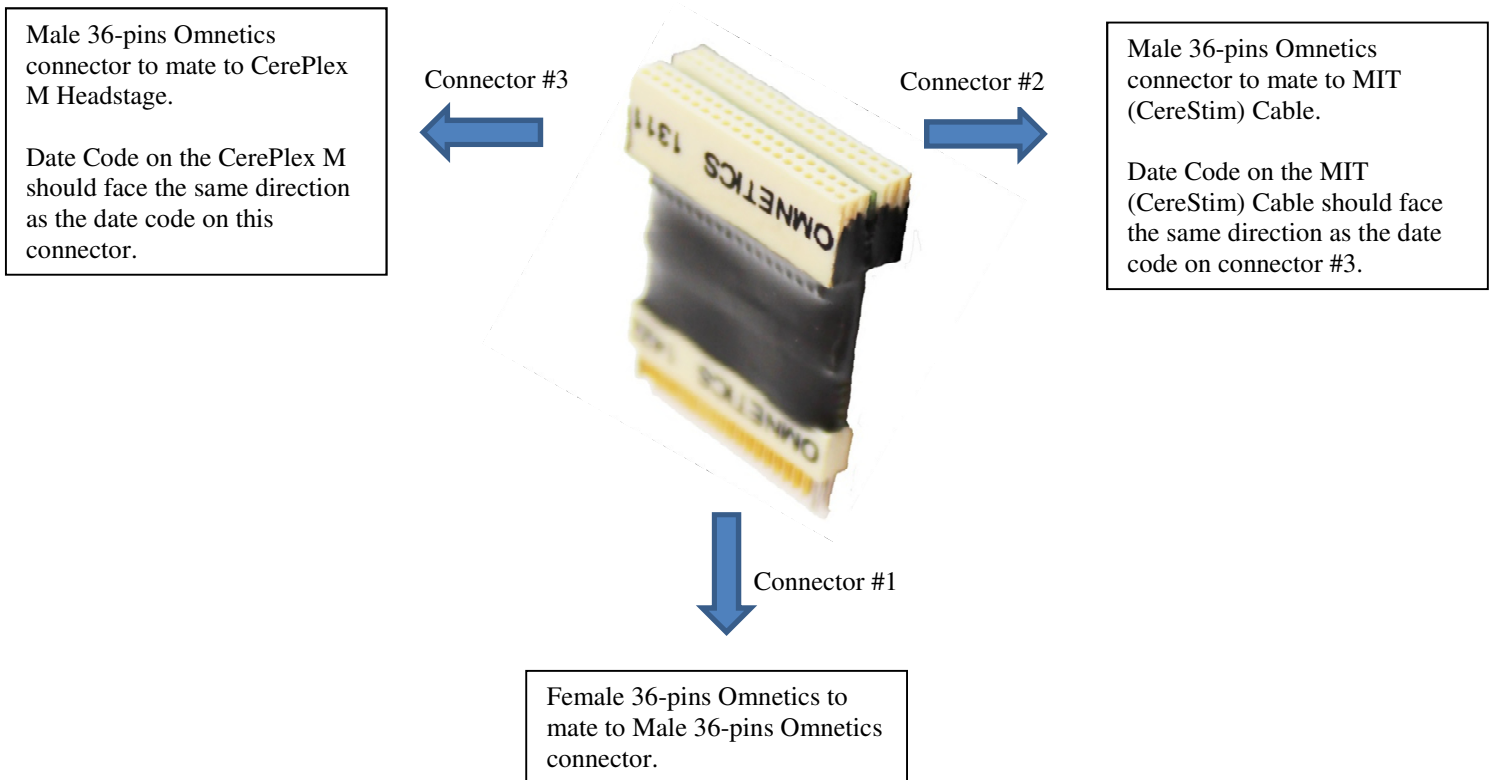 Male 36-pins Omnetics
connector to mate to CerePlex
M Headstage.
Date Code on the CerePlex M
should face the same direction
as the date code on this
connector.
Connector #3
Connector #2
Male 36-pins Omnetics
connector to mate to MIT
(CereStim) Cable.
Date Code on the MIT
(CereStim) Cable should face
the same direction as the date
code on connector #3.
OMNETICS 1311
OMNETICS
Connector #1
Female 36-pins Omnetics to
mate to Male 36-pins Omnetics
connector.